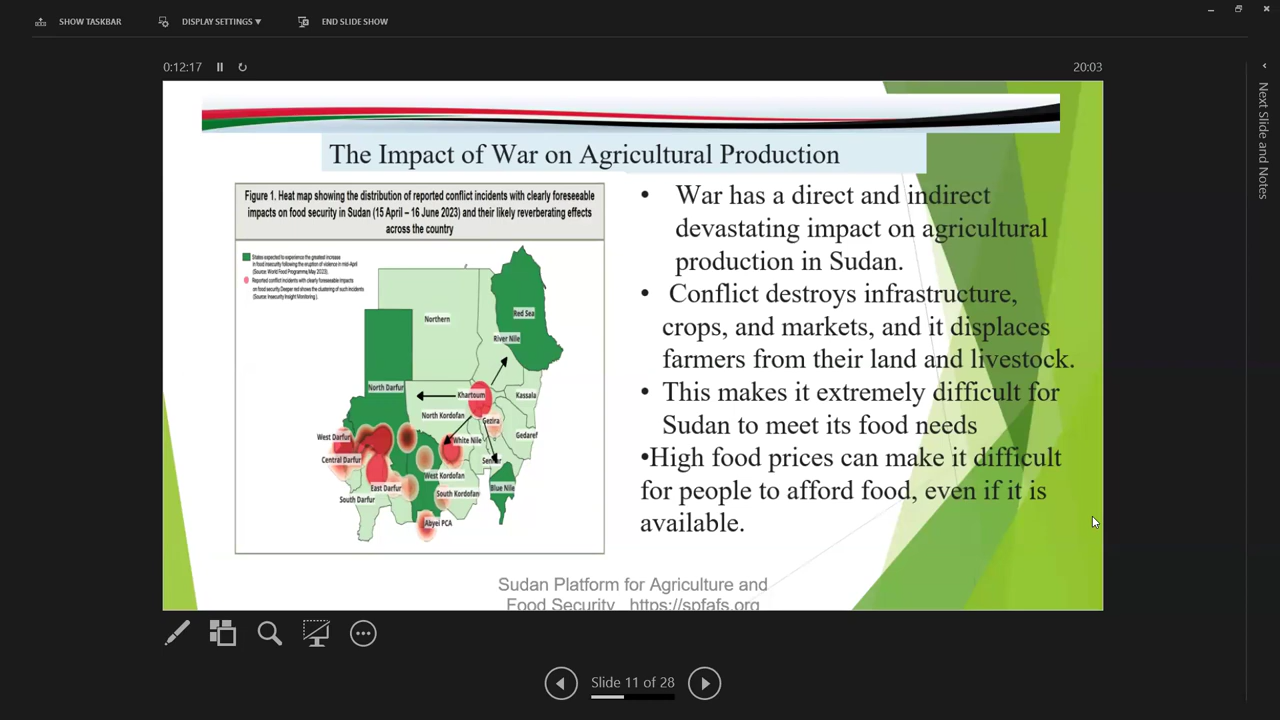 SHOW TASKBAR
DISPLAY SETTINGS
END SLIDE SHOW
0:12:17
20:03
Next Slide and Notes
The Impact of War on Agricultural Production
Figure 1. Heat map showing the distribution of reported conflict incidents with clearly foreseeable
impacts on food security in Sudan (15 April – 16 June 2023) and their likely reverberating effects
across the country
States expected to experience the greatest increase
in food insecurity following the eruption of violence in mid-April
(Source: World Food Programme, May 2023).
Reported conflict incidents with clearly foreseeable impacts
on food security. Deeper red shows the clustering of such incidents
(Source: Insecurity Insight Monitoring).
Northern
Red Sea
River Nile
North Darfur
Khartoum
Kassala
North Kordofan
Gezira
West Darfur
White Nile
Gedaref
Central Darfur
Sennar
West Kordofan
East Darfur
South Kordofan
Blue Nile
South Darfur
Abyei PCA
• War has a direct and indirect
devastating impact on agricultural
production in Sudan.
• Conflict destroys infrastructure,
crops, and markets, and it displaces
farmers from their land and livestock.
• This makes it extremely difficult for
Sudan to meet its food needs
•High food prices can make it difficult
for people to afford food, even if it is
available.
Sudan Platform for Agriculture and
Food Security https://spfafs.org
Slide 11 of 28